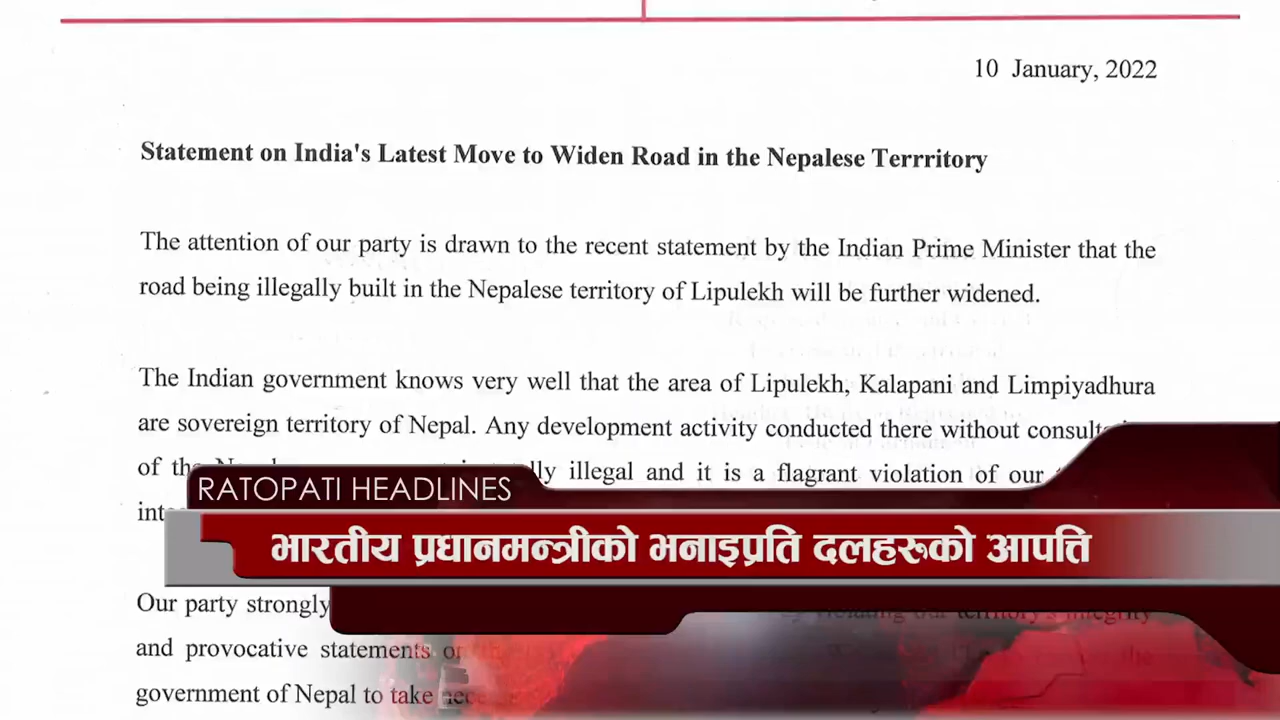 10 January, 2022
Statement on India's Latest Move to Widen Road in the Nepalese Terrritory
The attention of our party is drawn to the recent statement by the Indian Prime Minister that the
road being illegally built in the Nepalese territory of Lipulekh will be further widened.
The Indian government knows very well that the area of Lipulekh, Kalapani and Limpiyadhura
are sovereign territory of Nepal. Any development activity conducted there without
of illegal and it is a flagrant violation of our
RATOPATI HEADLINES
भारतीय प्रधानमन्त्रीको भनाइप्रति दलहरुको आपत्ति
Our party strongly violating our territory's integrity
and provocative statements
government of Nepal to take